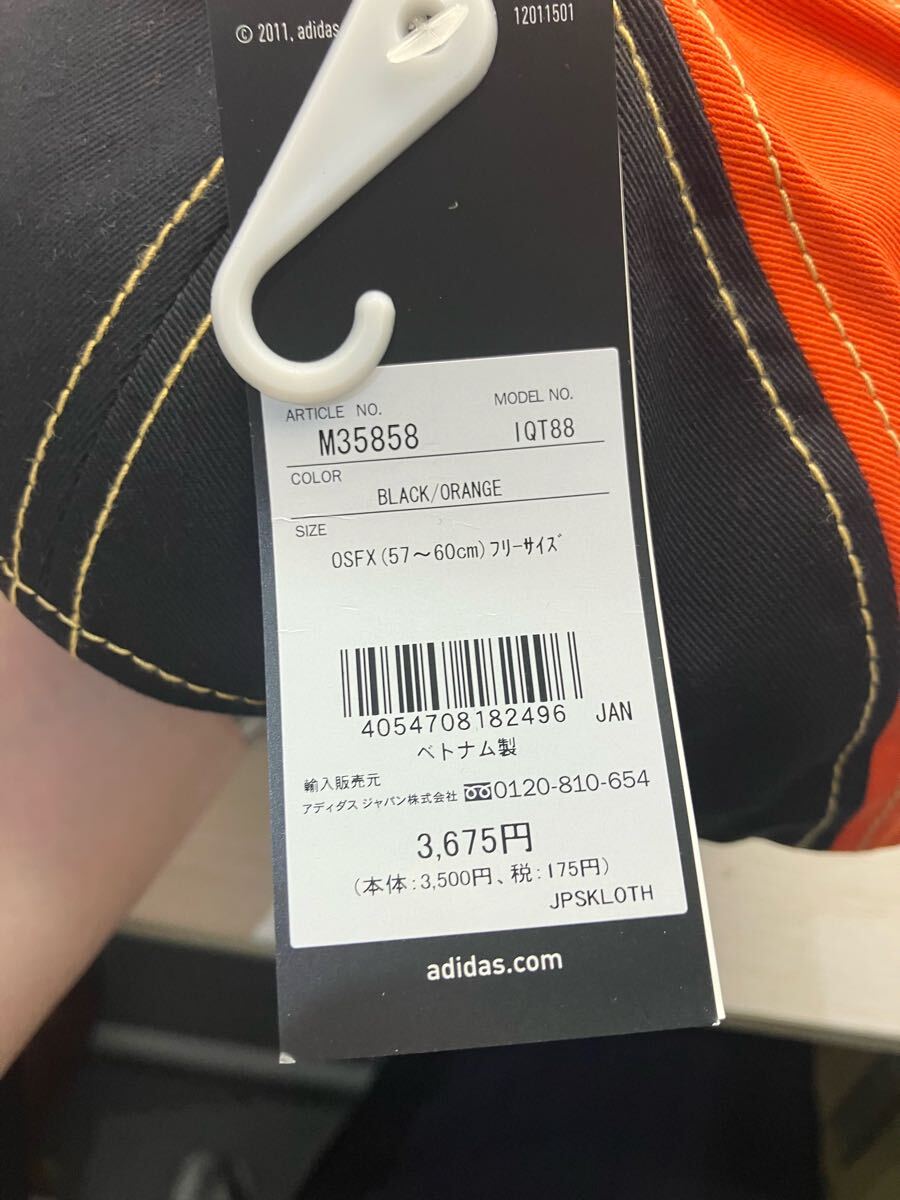 © 2011, adidas
12011501
ARTICLE NO.
MODEL NO.
M35858
IQT88
COLOR
BLACK/ORANGE
SIZE
OSFX(57～60cm)ﾌﾘｰｻｲｽﾞ
4054708182496 JAN
ベトナム製
輸入販売元
アディダス ジャパン株式会社 0120-810-654
3,675円
(本体:3,500円、税:175円)
JPSKLOTH
adidas.com